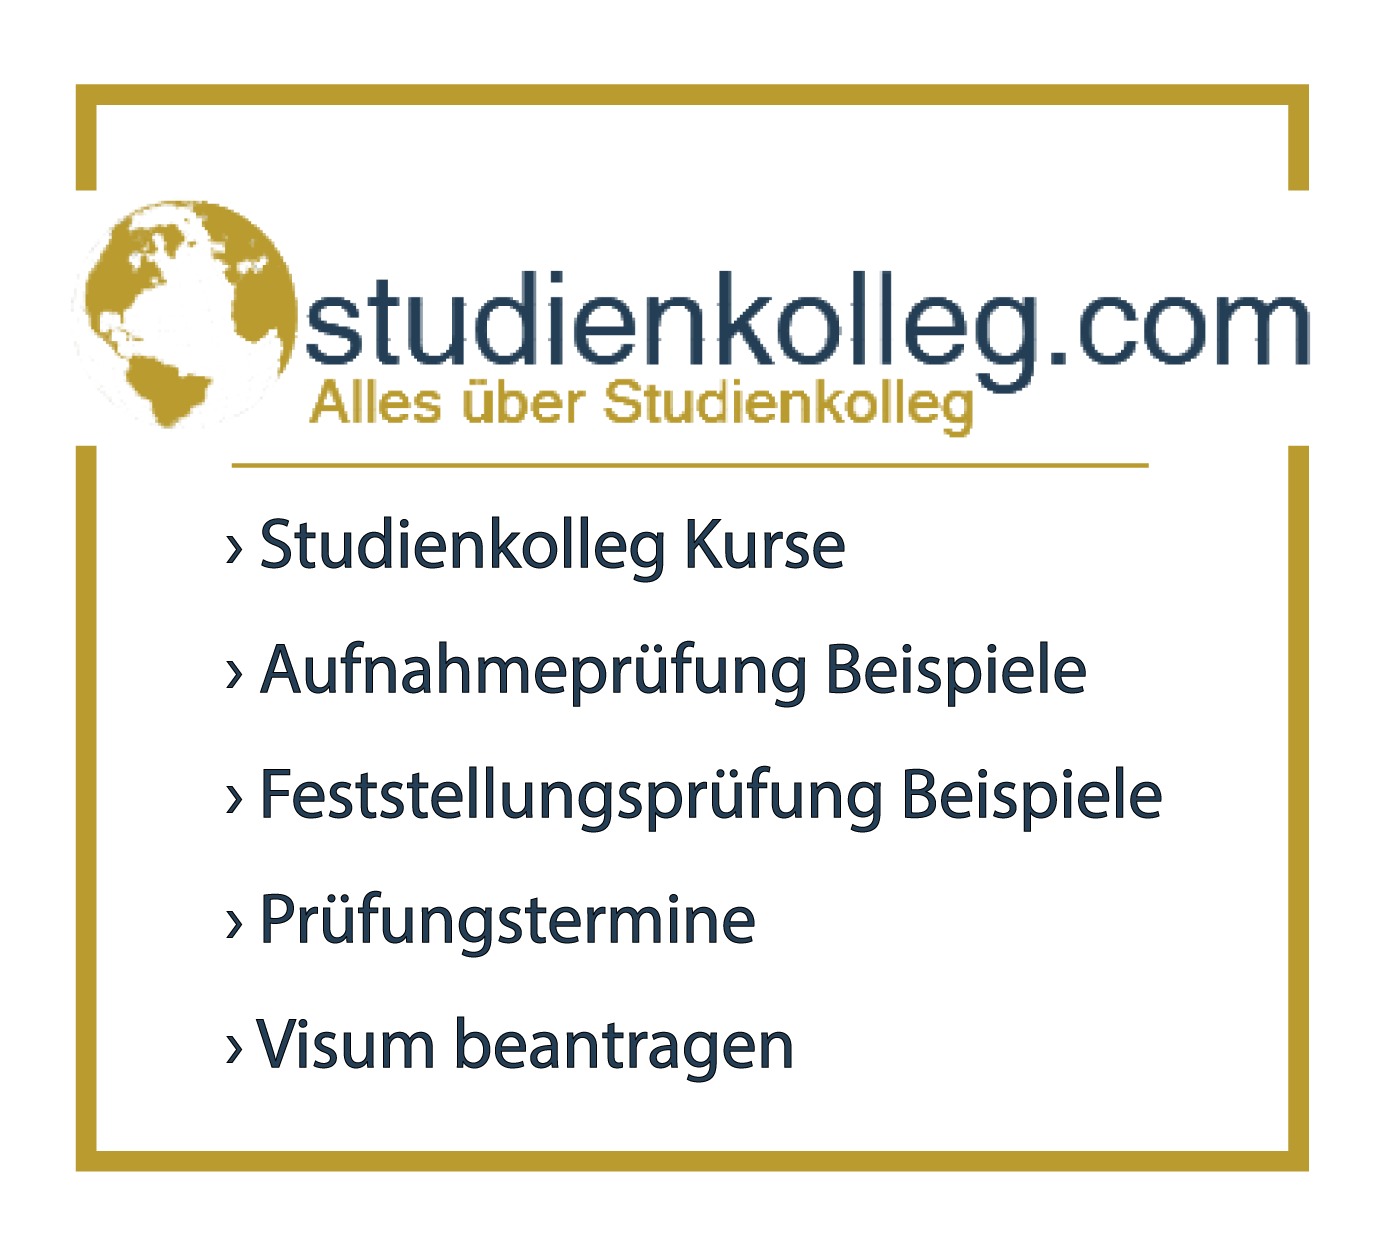 studienkolleg.com
Alles über Studienkolleg
› Studienkolleg Kurse
› Aufnahmeprüfung Beispiele
› Feststellungsprüfung Beispiele
› Prüfungstermine
› Visum beantragen